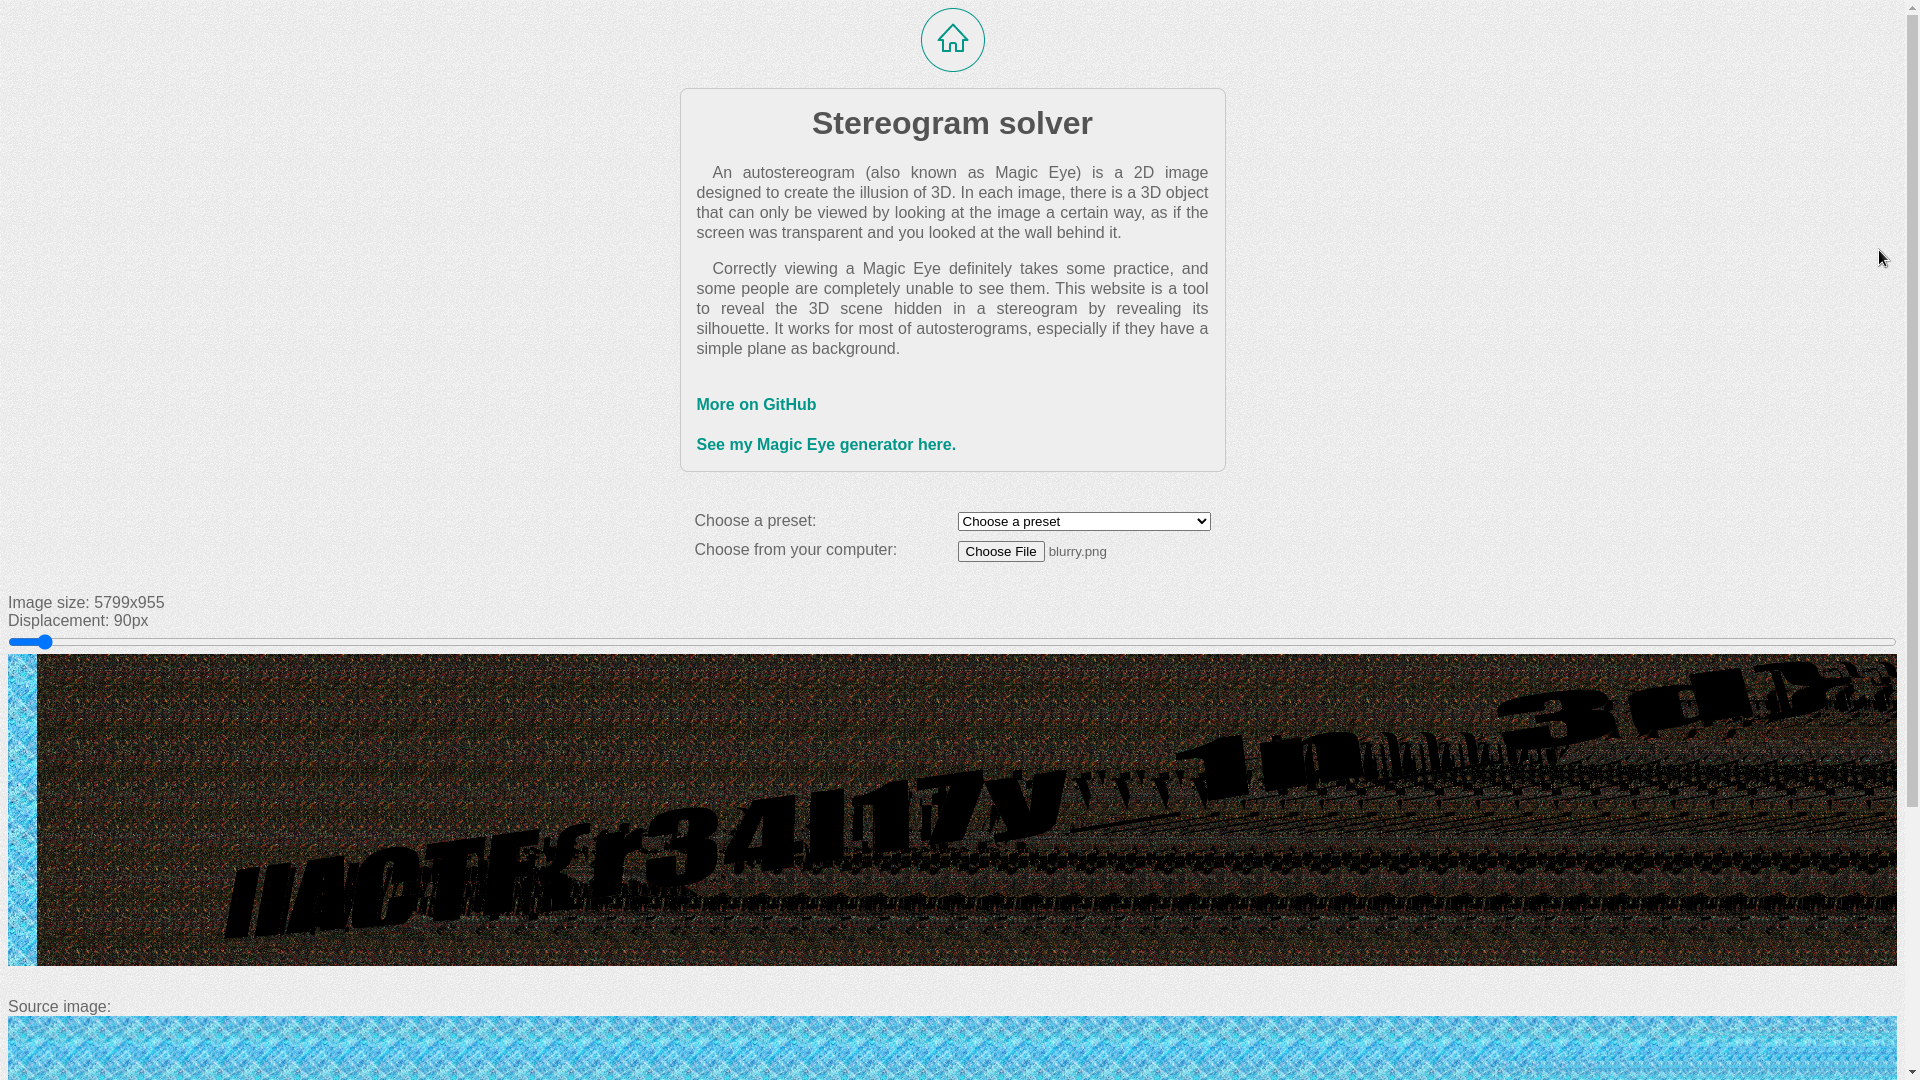 Stereogram solver
An autostereogram (also known as Magic Eye) is a 2D image
designed to create the illusion of 3D. In each image, there is a 3D object
that can only be viewed by looking at the image a certain way, as if the
screen was transparent and you looked at the wall behind it.
Correctly viewing a Magic Eye definitely takes some practice, and
some people are completely unable to see them. This website is a tool
to reveal the 3D scene hidden in a stereogram by revealing its
silhouette. It works for most of autosterograms, especially if they have a
simple plane as background.
More on GitHub
See my Magic Eye generator here.
Choose a preset: Choose a preset
Choose from your computer: Choose File blurry.png
Image size: 5799x955
Displacement: 90px
Source image: